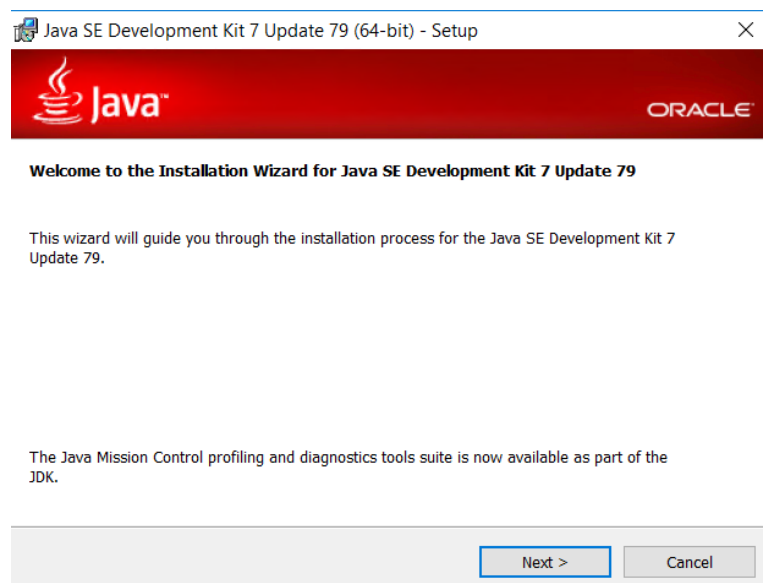 Java SE Development Kit 7 Update 79 (64-bit) - Setup
Java™
ORACLE
Welcome to the Installation Wizard for Java SE Development Kit 7 Update 79
This wizard will guide you through the installation process for the Java SE Development Kit 7
Update 79.
The Java Mission Control profiling and diagnostics tools suite is now available as part of the
JDK.
Next >
Cancel